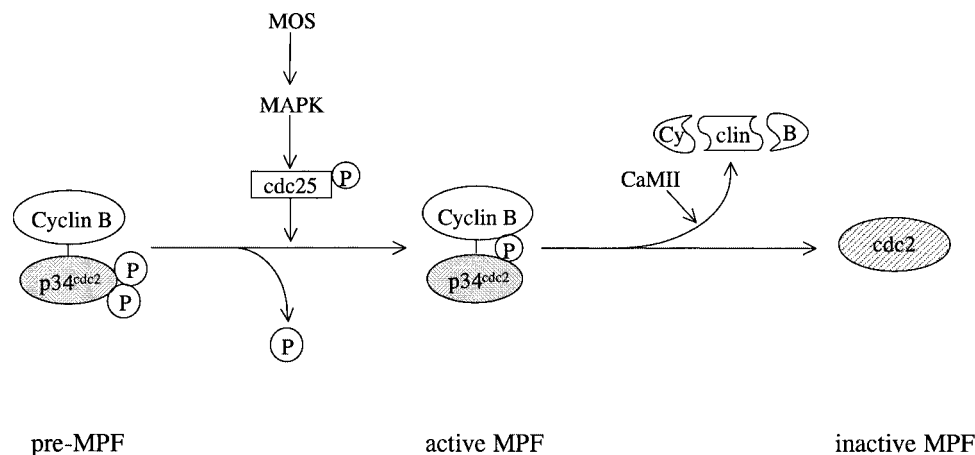 MOS
MAPK
cdc25
P
Cy clin B
CaMII
Cyclin B
p34cdc2
P
P
P
Cyclin B
P
p34cdc2
cdc2
pre-MPF
active MPF
inactive MPF